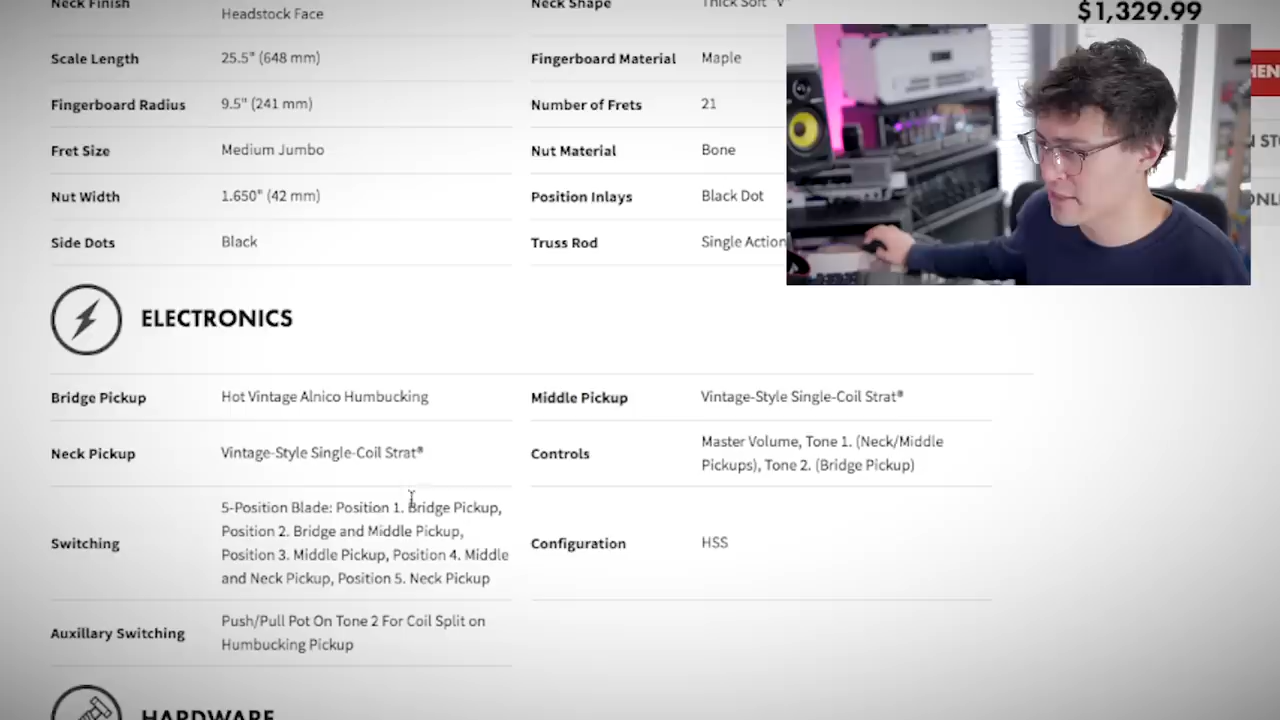 Neck Finish
Headstock Face
Neck Shape
Thick Soft "V"
$1,329.99
Scale Length
25.5" (648 mm)
Fingerboard Material
Maple
Fingerboard Radius
9.5" (241 mm)
Number of Frets
21
Fret Size
Medium Jumbo
Nut Material
Bone
Nut Width
1.650" (42 mm)
Position Inlays
Black Dot
Side Dots
Black
Truss Rod
Single Action
ELECTRONICS
Bridge Pickup
Hot Vintage Alnico Humbucking
Middle Pickup
Vintage-Style Single-Coil Strat®
Neck Pickup
Vintage-Style Single-Coil Strat®
Controls
Master Volume, Tone 1. (Neck/Middle
Pickups), Tone 2. (Bridge Pickup)
Switching
5-Position Blade: Position 1. Bridge Pickup,
Position 2. Bridge and Middle Pickup,
Position 3. Middle Pickup, Position 4. Middle
and Neck Pickup, Position 5. Neck Pickup
Configuration
HSS
Auxillary Switching
Push/Pull Pot On Tone 2 For Coil Split on
Humbucking Pickup
HARDWARE